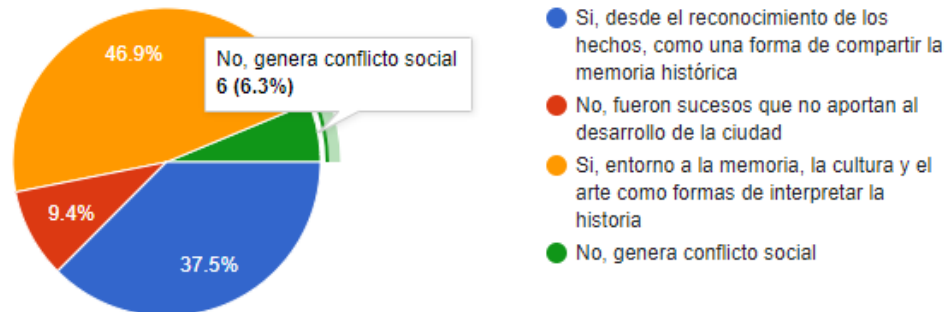 46.9%
No, genera conflicto social
6 (6.3%)
9.4%
37.5%
Si, desde el reconocimiento de los
hechos, como una forma de compartir la
memoria histórica
No, fueron sucesos que no aportan al
desarrollo de la ciudad
Si, entorno a la memoria, la cultura y el
arte como formas de interpretar la
historia
No, genera conflicto social